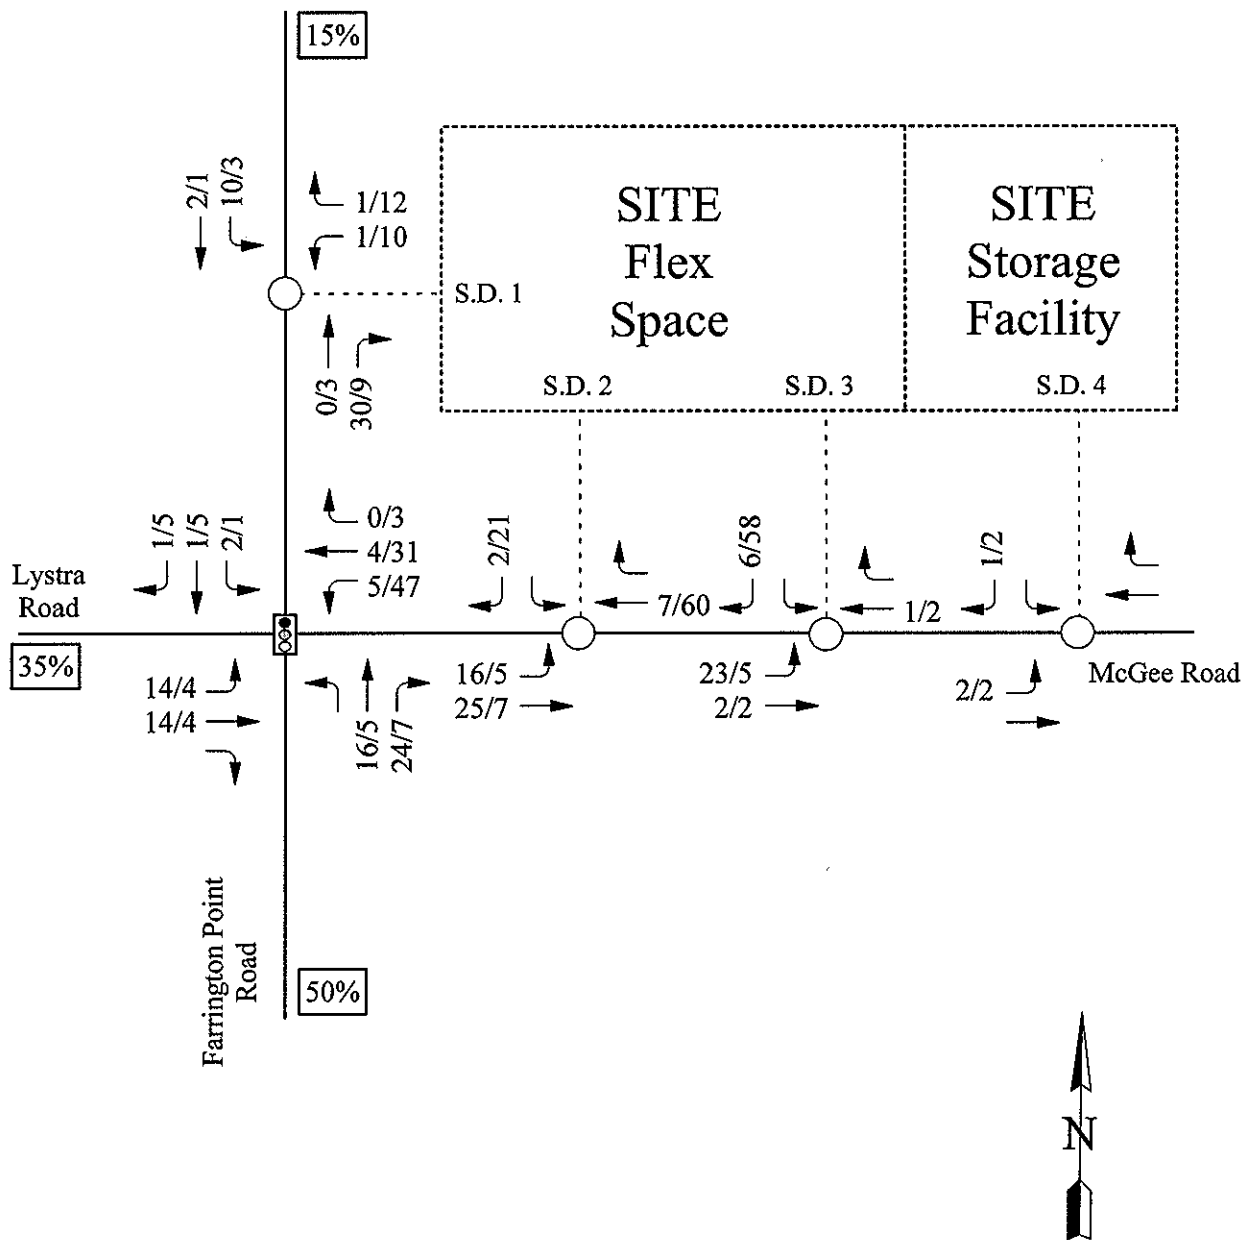 15%
2/1
10/3
1/12
1/10
SITE
Flex
Space
SITE
Storage
Facility
S.D. 1
0/3
30/9
S.D. 2
S.D. 3
S.D. 4
1/5
1/5
2/1
0/3
4/31
5/47
2/21
7/60
6/58
1/2
1/2
Lystra
Road
35%
14/4
14/4
16/5
24/7
16/5
25/7
23/5
2/2
2/2
McGee Road
Farrington Point
Road
50%
N